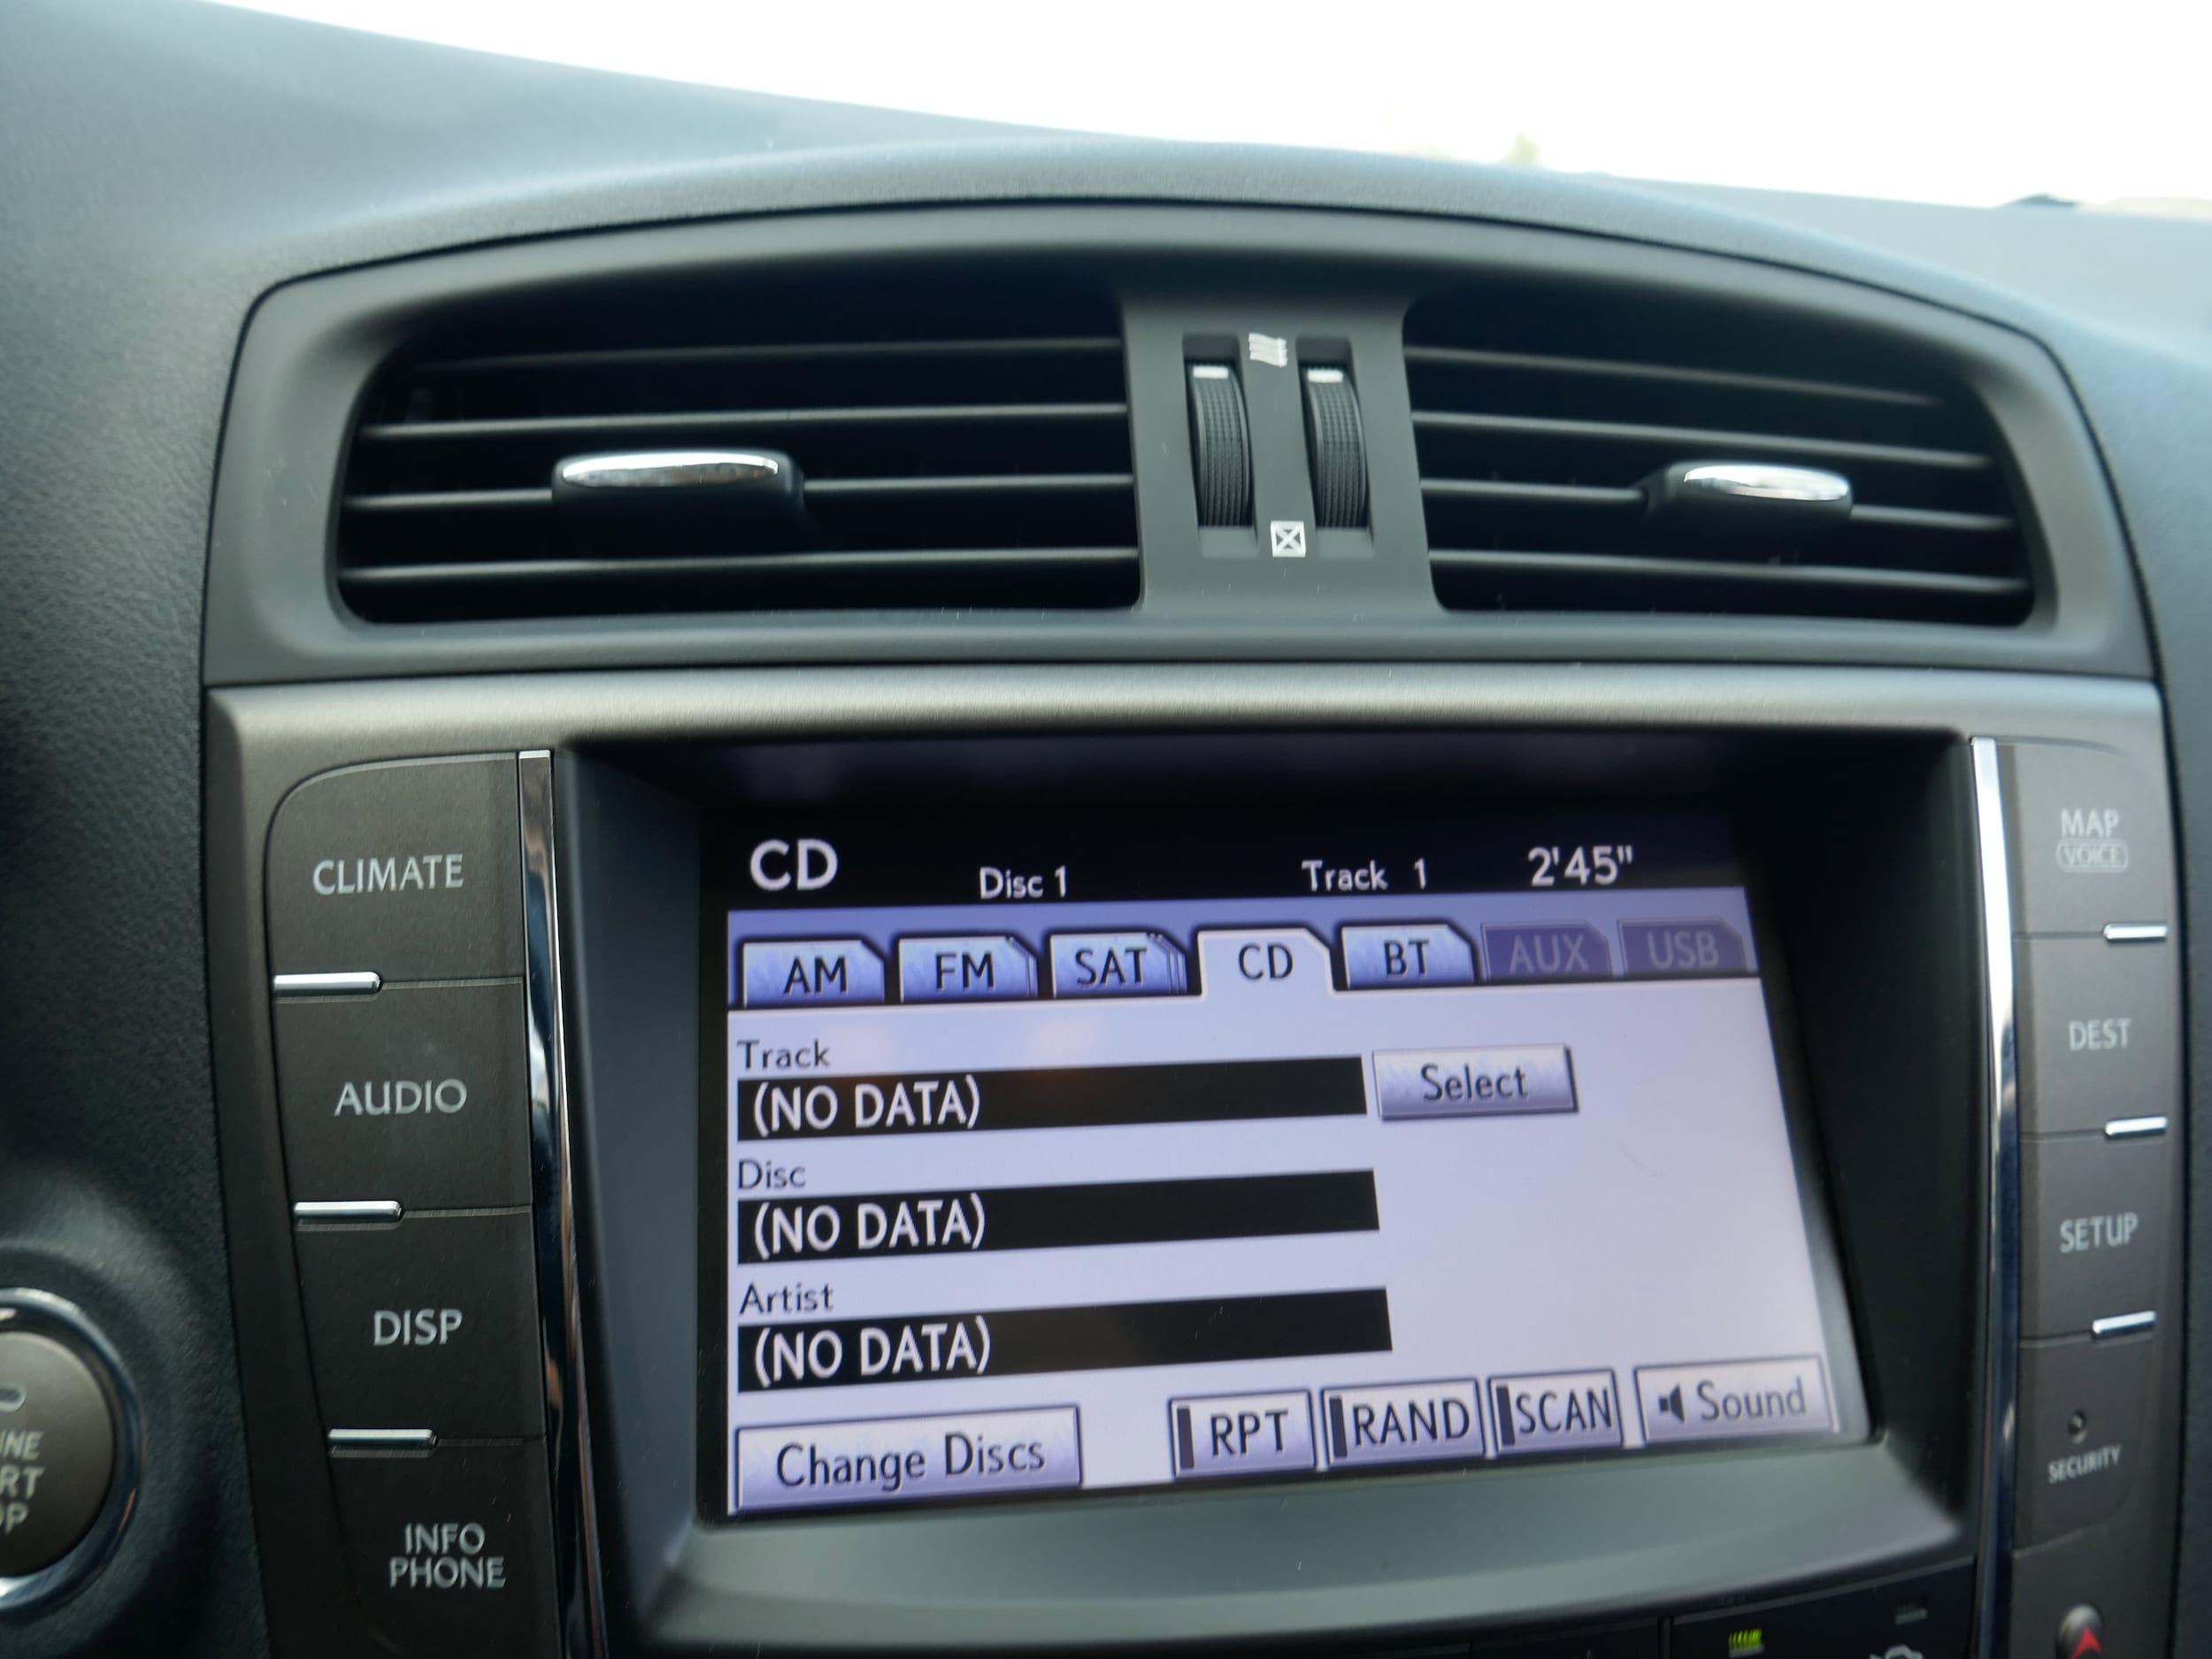 CD Disc 1 Track 1 2'45"
AM FM SAT CD BT AUX USB
Track
(NO DATA) Select
Disc
(NO DATA)
Artist
(NO DATA)
Change Discs RPT RAND SCAN Sound
CLIMATE
AUDIO
DISP
INFO
PHONE
MAP
VOICE
DEST
SETUP
SECURITY